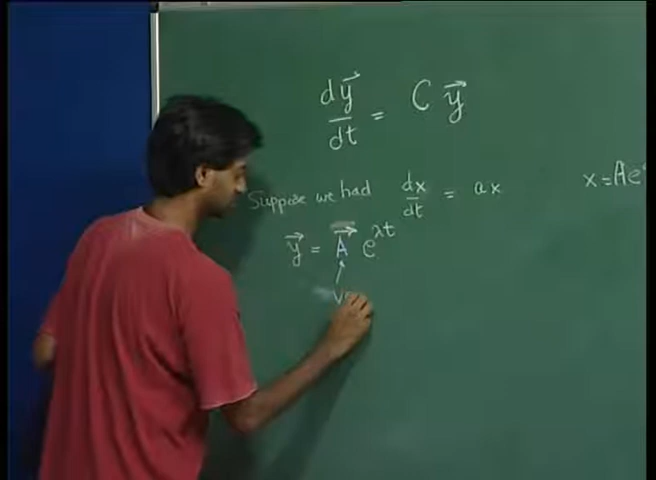 dy⃗/dt = C y⃗
Suppose we had dx/dt = ax x=Ae
y⃗ = A⃗ e^λt